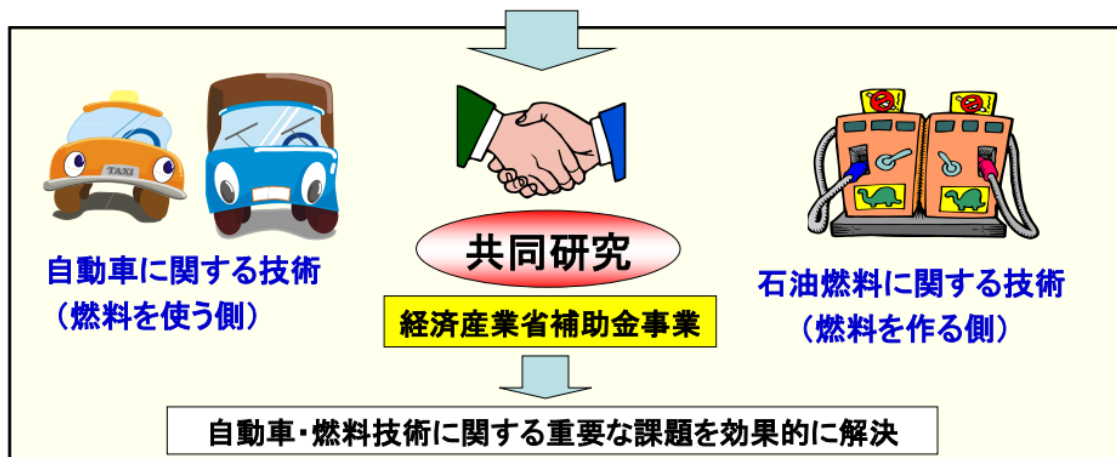 TAXI
自動車に関する技術
（燃料を使う側）
共同研究
経済産業省補助金事業
石油燃料に関する技術
（燃料を作る側）
自動車・燃料技術に関する重要な課題を効果的に解決